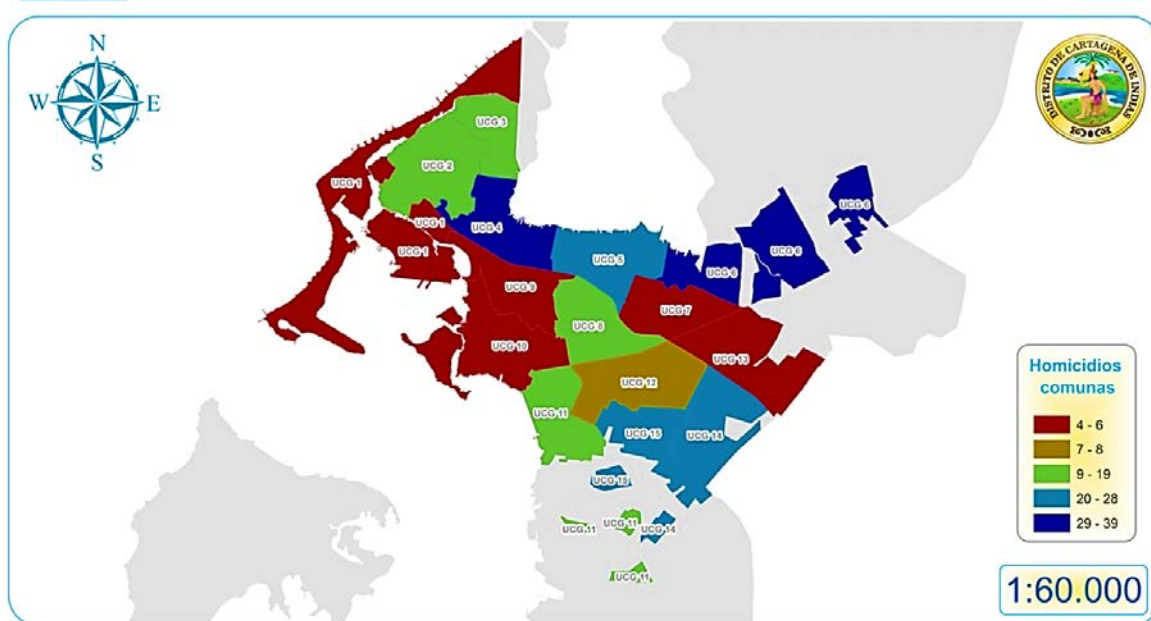 N
W E
S
DISTRITO DE CARTAGENA DE INDIAS
UCG 3
UCG 2
UCG 1
UCG 6
UCG 1
UCG 4
UCG 1
UCG 5
UCG 6
UCG 6
UCG 9
UCG 7
UCG 8
UCG 10
UCG 13
UCG 12
UCG 11
UCG 15
UCG 14
UCG 15
UCG 11
UCG 11
UCG 14
UCG 11
Homicidios
comunas
4 - 6
7 - 8
9 - 19
20 - 28
29 - 39
1:60.000